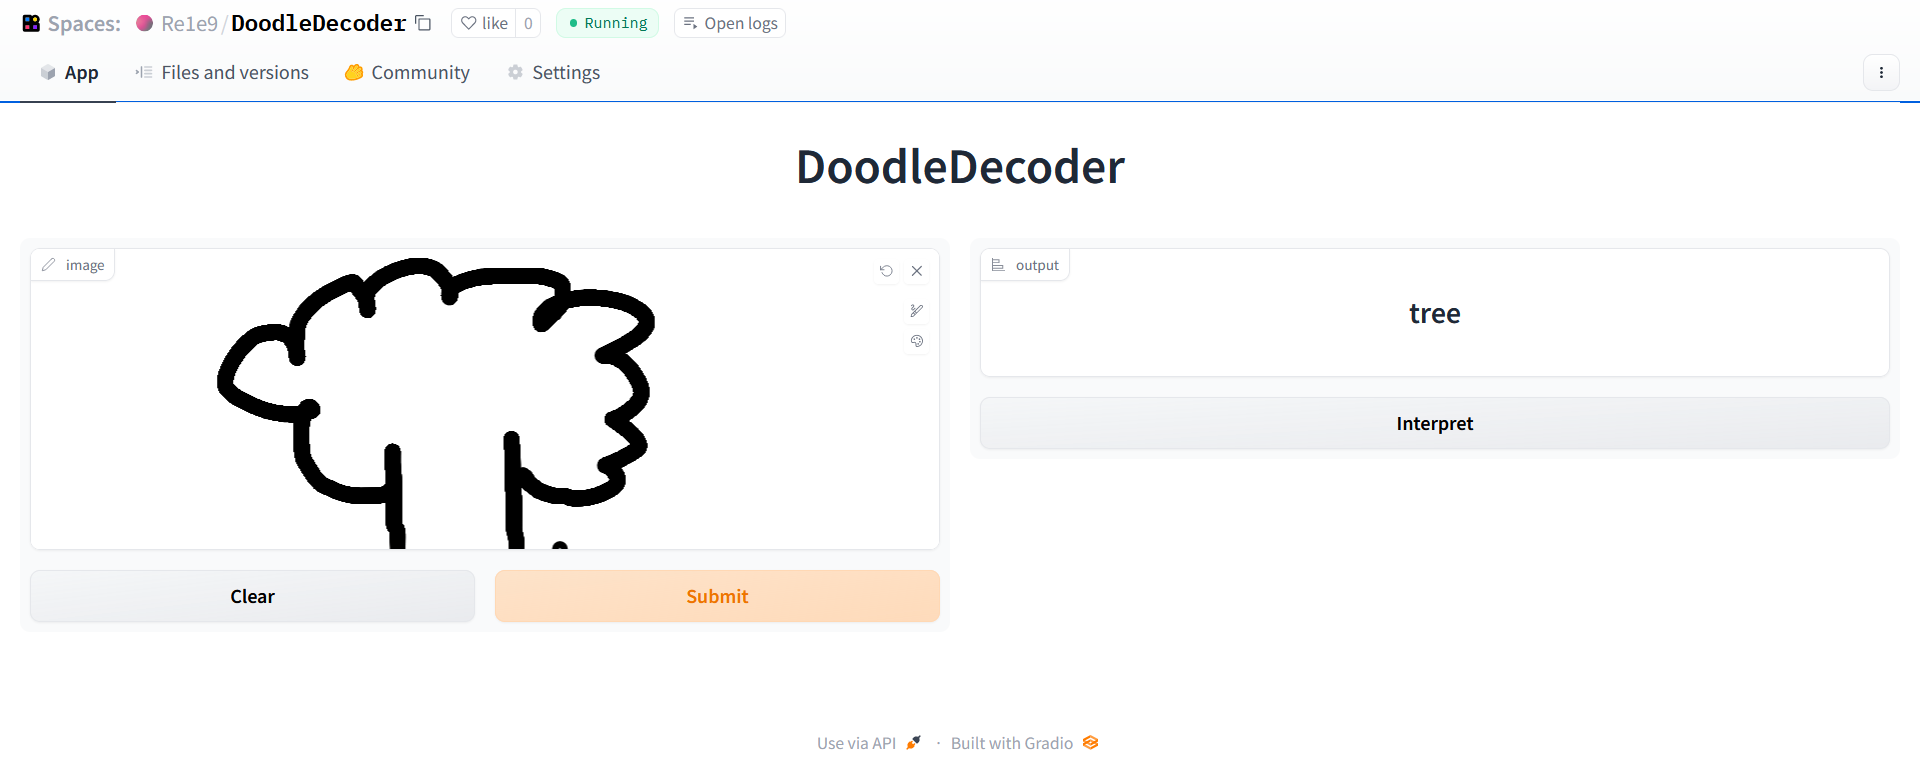 Spaces: Re1e9/DoodleDecoder like 0 Running Open logs
App Files and versions Community Settings
DoodleDecoder
image
output
tree
Interpret
Clear Submit
Use via API · Built with Gradio